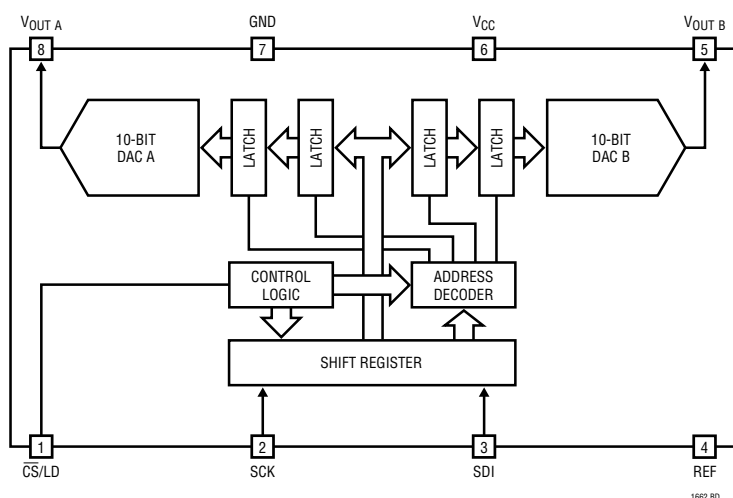 VOUT A GND VCC VOUT B
8 7 6 5
10-BIT
DAC A
LATCH
LATCH
LATCH
LATCH
10-BIT
DAC B
CONTROL
LOGIC
ADDRESS
DECODER
SHIFT REGISTER
1 2 3 4
CS/LD SCK SDI REF
1662 BD